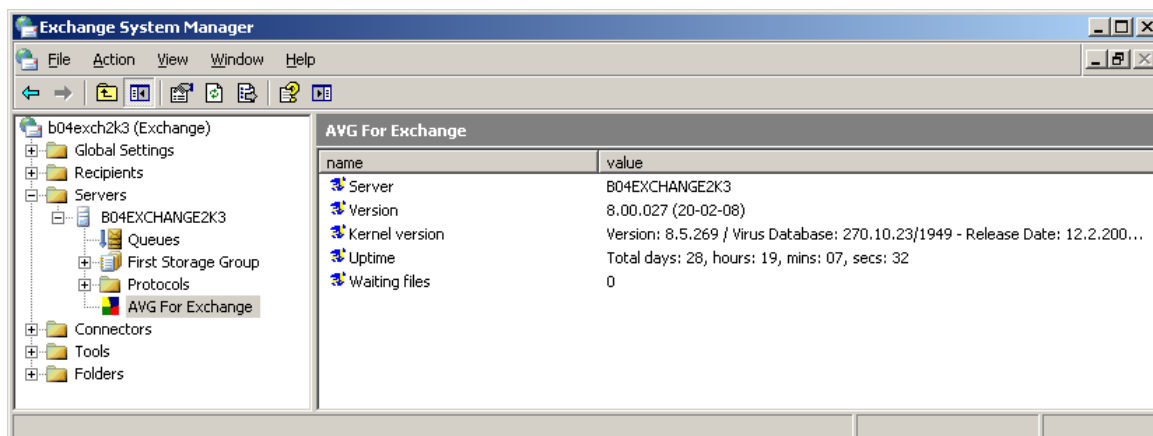 Exchange System Manager
File Action View Window Help
b04exch2k3 (Exchange)
Global Settings
Recipients
Servers
B04EXCHANGE2K3
Queues
First Storage Group
Protocols
AVG For Exchange
Connectors
Tools
Folders
AVG For Exchange
name value
Server B04EXCHANGE2K3
Version 8.00.027 (20-02-08)
Kernel version Version: 8.5.269 / Virus Database: 270.10.23/1949 - Release Date: 12.2.200...
Uptime Total days: 28, hours: 19, mins: 07, secs: 32
Waiting files 0